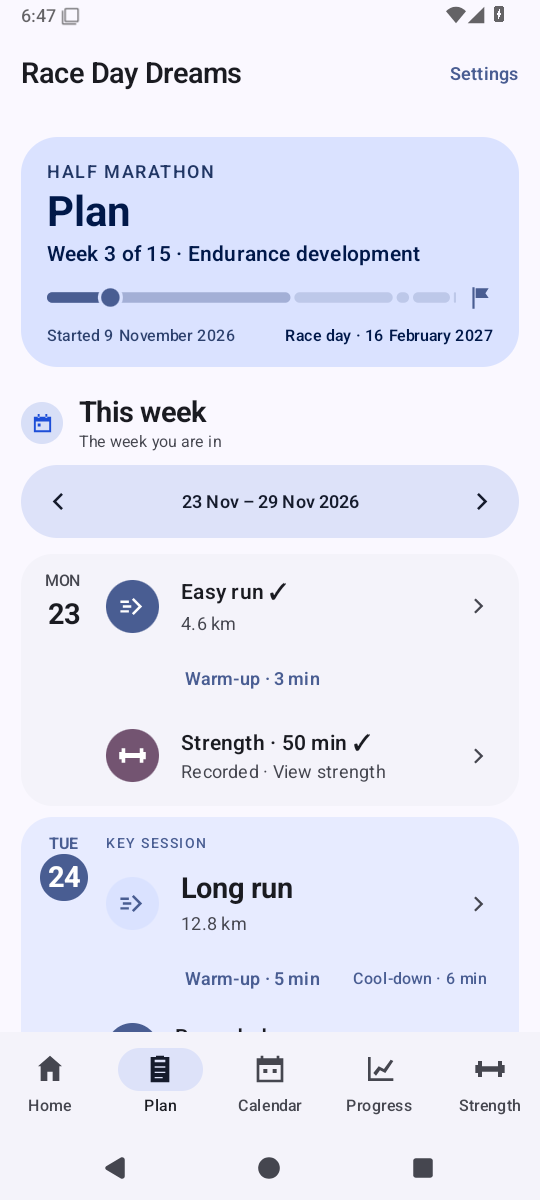 6:47
Race Day Dreams
Settings
HALF MARATHON
Plan
Week 3 of 15 · Endurance development
Started 9 November 2026
Race day · 16 February 2027
This week
The week you are in
23 Nov – 29 Nov 2026
MON
23
Easy run ✓
4.6 km
Warm-up · 3 min
Strength · 50 min ✓
Recorded · View strength
TUE
24
KEY SESSION
Long run
12.8 km
Warm-up · 5 min
Cool-down · 6 min
Home
Plan
Calendar
Progress
Strength